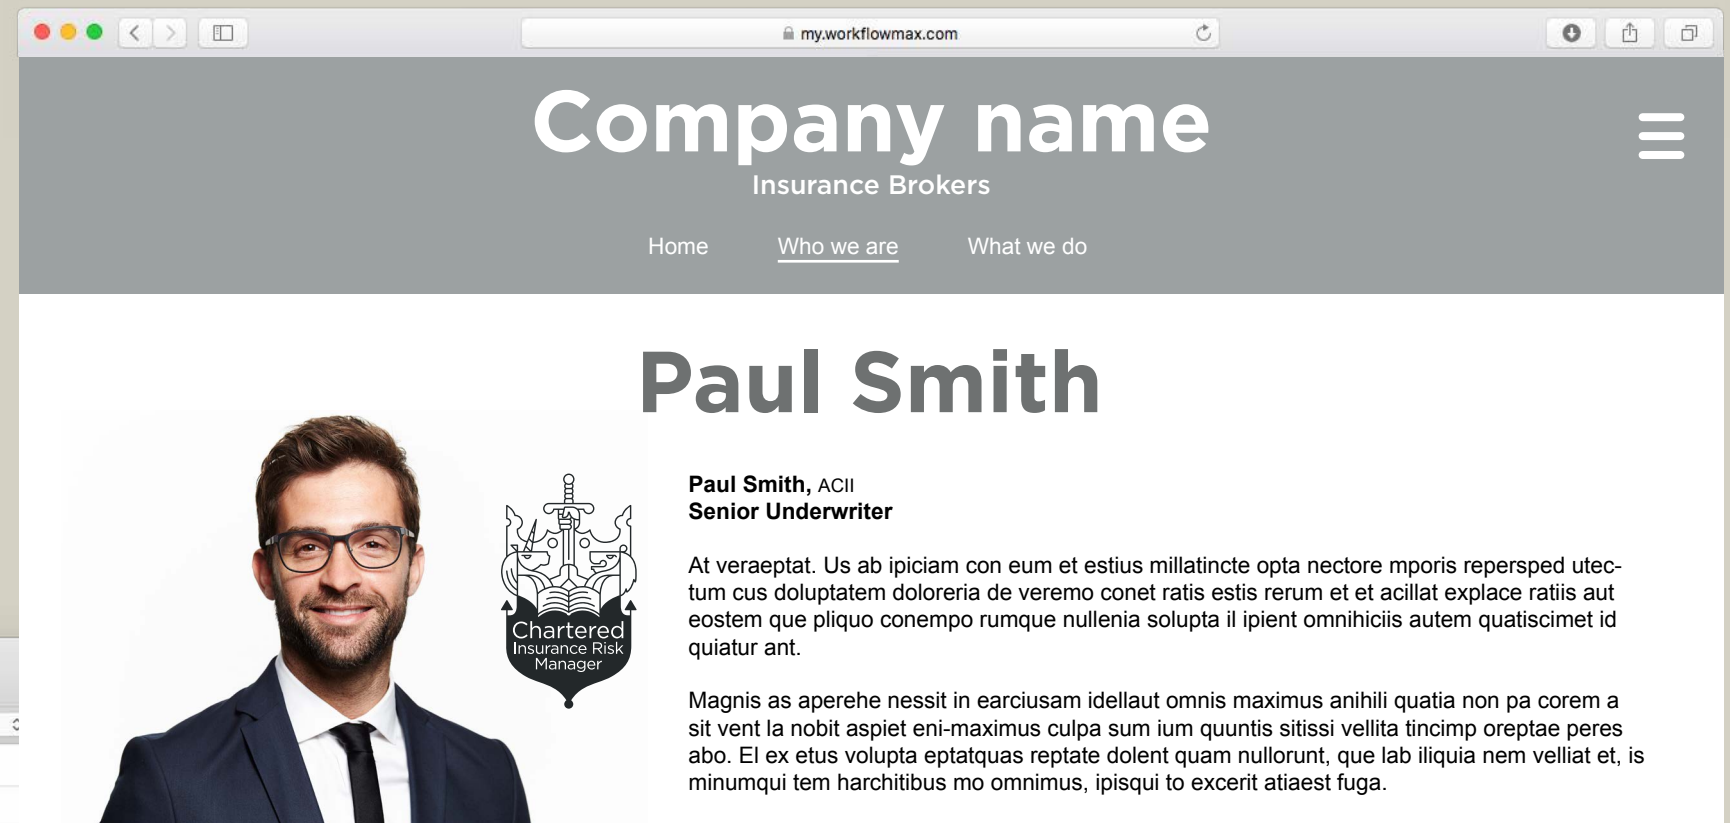 my.workflowmax.com
Company name
Insurance Brokers
Home Who we are What we do
Paul Smith
Paul Smith, ACII
Senior Underwriter
At veraeptat. Us ab ipiciam con eum et estius millatincte opta nectore mporis repersped utec-
tum cus doluptatem doloreria de veremo conet ratis estis rerum et et acillat explace ratiis aut
eostem que pliquo conempo rumque nullenia solupta il ipient omnihiciis autem quatiscimet id
quiatur ant.
Magnis as aperehe nessit in earciusam idellaut omnis maximus anihili quatia non pa corem a
sit vent la nobit aspiet eni-maximus culpa sum ium quuntis sitissi vellita tincimp oreptae peres
abo. El ex etus volupta eptatquas reptate dolent quam nullorunt, que lab iliquia nem velliat et, is
minumqui tem harchitibus mo omnimus, ipisqui to excerit atiaest fuga.
Chartered
Insurance Risk
Manager